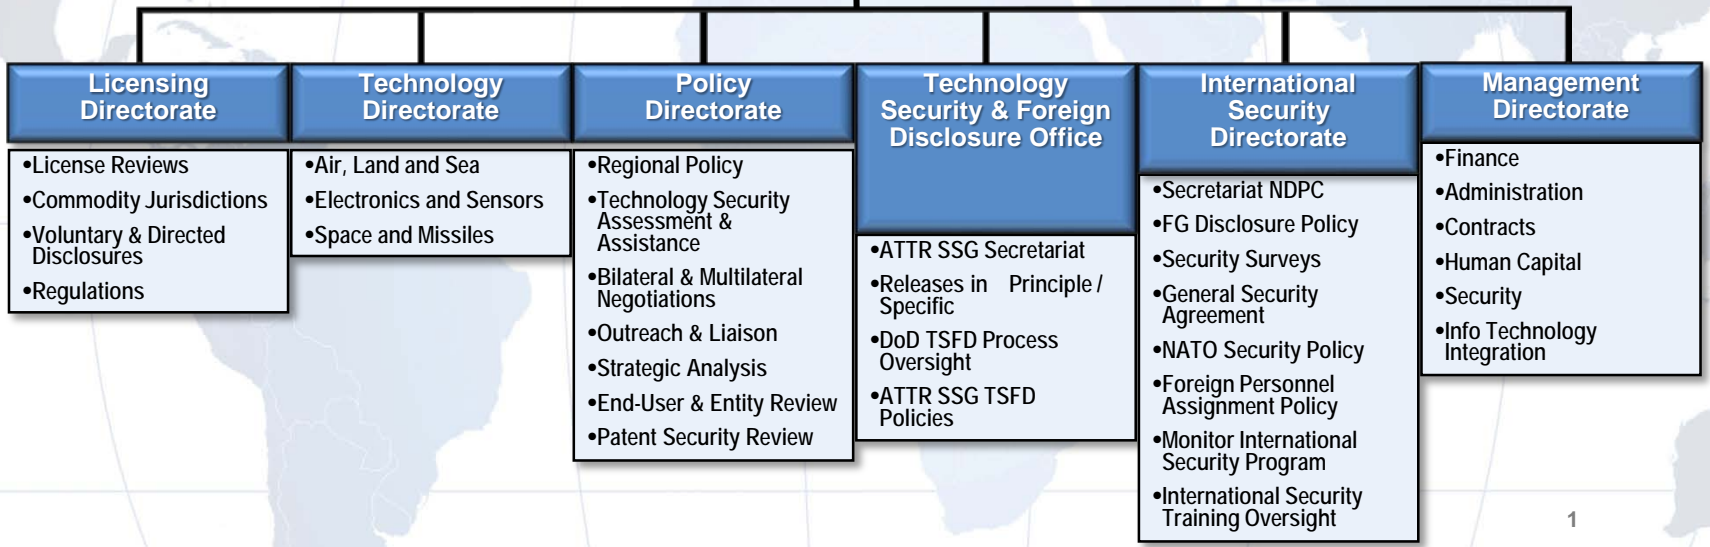 Licensing
Directorate
•License Reviews
•Commodity Jurisdictions
•Voluntary & Directed
Disclosures
•Regulations
Technology
Directorate
•Air, Land and Sea
•Electronics and Sensors
•Space and Missiles
Policy
Directorate
•Regional Policy
•Technology Security
Assessment &
Assistance
•Bilateral & Multilateral
Negotiations
•Outreach & Liaison
•Strategic Analysis
•End-User & Entity Review
•Patent Security Review
Technology
Security & Foreign
Disclosure Office
•ATTR SSG Secretariat
•Releases in Principle /
Specific
•DoD TSFD Process
Oversight
•ATTR SSG TSFD
Policies
International
Security
Directorate
•Secretariat NDPC
•FG Disclosure Policy
•Security Surveys
•General Security
Agreement
•NATO Security Policy
•Foreign Personnel
Assignment Policy
•Monitor International
Security Program
•International Security
Training Oversight
Management
Directorate
•Finance
•Administration
•Contracts
•Human Capital
•Security
•Info Technology
Integration
1